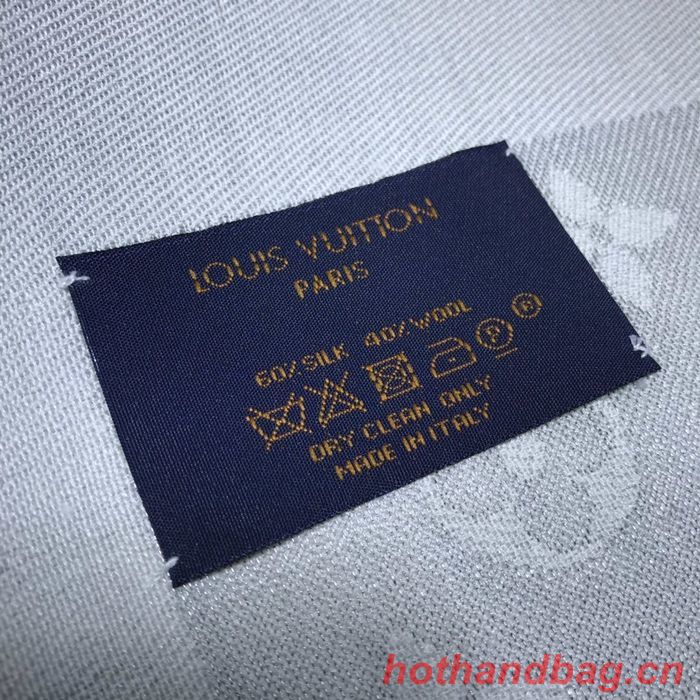 LOUIS VUITTON
PARIS
60% SILK 40% WOOL
P R
DRY CLEAN ONLY
MADE IN ITALY
hothandbag.cn